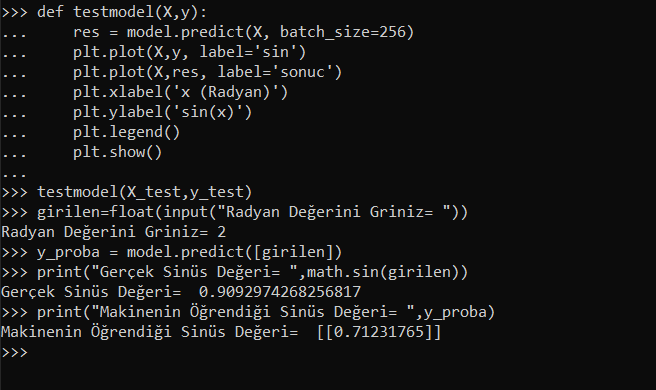 >>> def testmodel(X,y):
...     res = model.predict(X, batch_size=256)
...     plt.plot(X,y, label='sin')
...     plt.plot(X,res, label='sonuc')
...     plt.xlabel('x (Radyan)')
...     plt.ylabel('sin(x)')
...     plt.legend()
...     plt.show()
...
>>> testmodel(X_test,y_test)
>>> girilen=float(input("Radyan Değerini Griniz= "))
Radyan Değerini Griniz= 2
>>> y_proba = model.predict([girilen])
>>> print("Gerçek Sinüs Değeri= ",math.sin(girilen))
Gerçek Sinüs Değeri=  0.9092974268256817
>>> print("Makinenin Öğrendiği Sinüs Değeri= ",y_proba)
Makinenin Öğrendiği Sinüs Değeri=  [[0.71231765]]
>>>